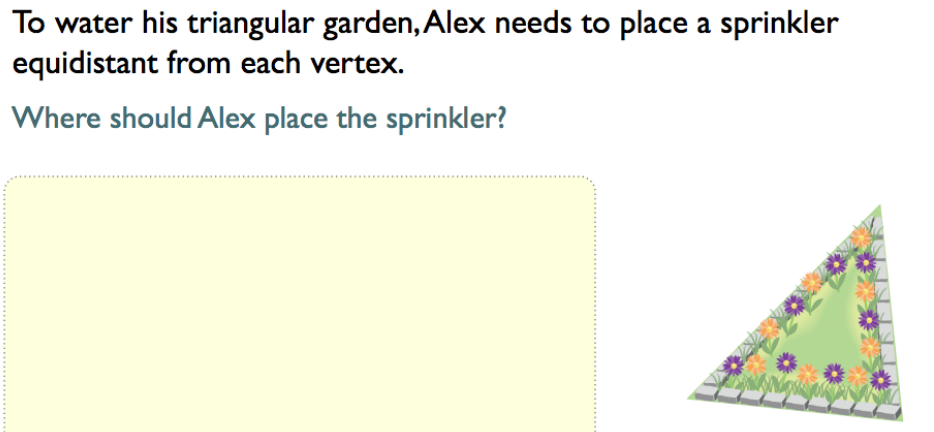 To water his triangular garden, Alex needs to place a sprinkler
equidistant from each vertex.
Where should Alex place the sprinkler?